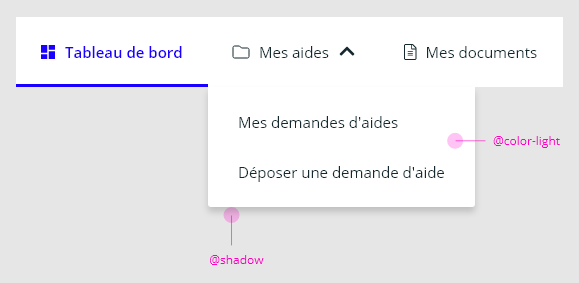 Tableau de bord
Mes aides
Mes documents
Mes demandes d'aides
@color-light
Déposer une demande d'aide
@shadow